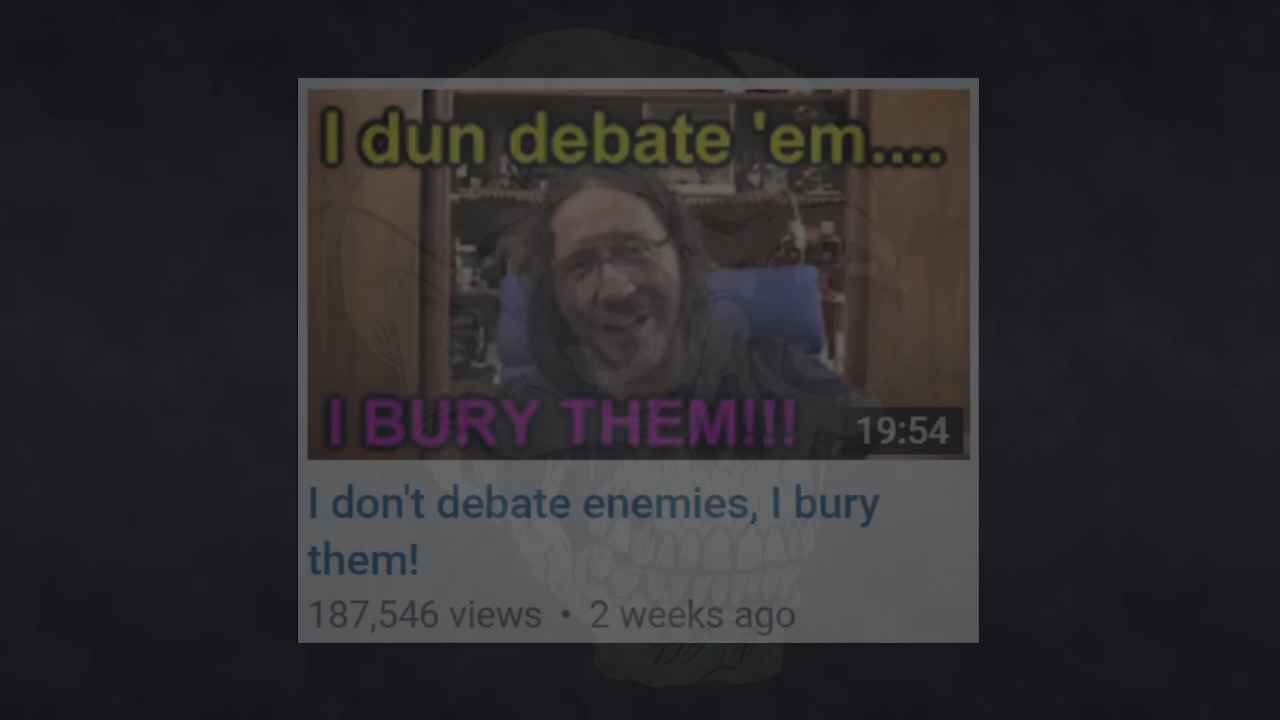 I dun debate 'em....
I BURY THEM!!!
19:54
I don't debate enemies, I bury
them!
187,546 views • 2 weeks ago